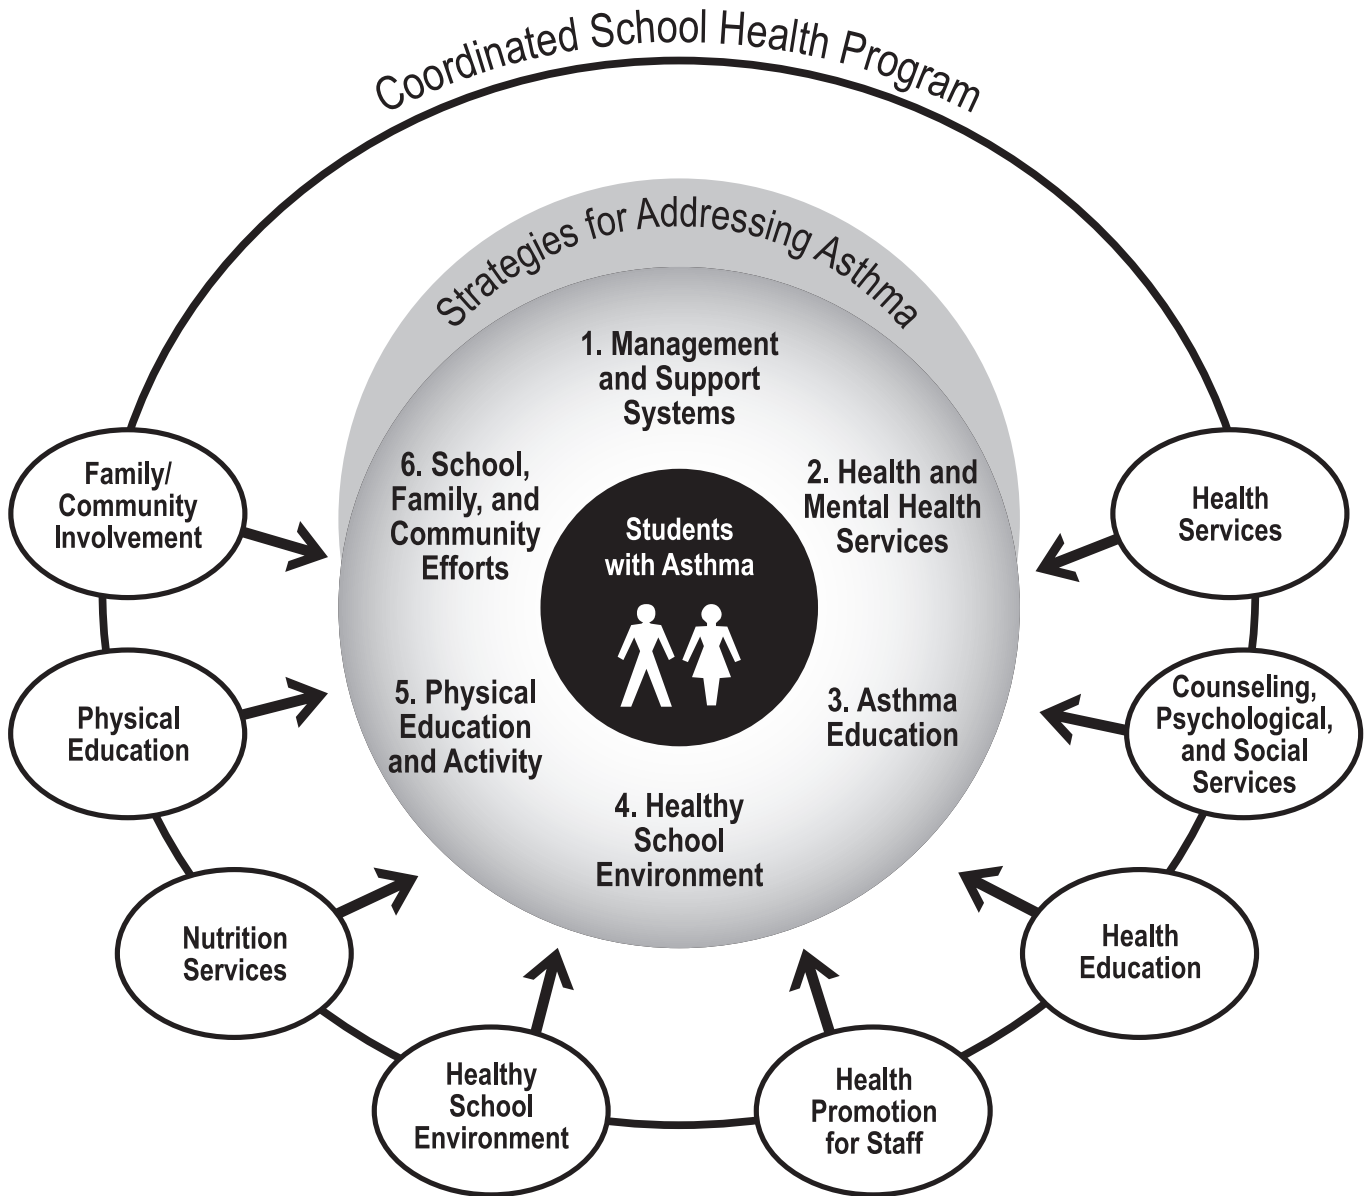 Coordinated School Health Program
Strategies for Addressing Asthma
1. Management
and Support
Systems
2. Health and
Mental Health
Services
3. Asthma
Education
4. Healthy
School
Environment
5. Physical
Education
and Activity
6. School,
Family, and
Community
Efforts
Students
with Asthma
Family/
Community
Involvement
Physical
Education
Nutrition
Services
Healthy
School
Environment
Health
Promotion
for Staff
Health
Education
Counseling,
Psychological,
and Social
Services
Health
Services